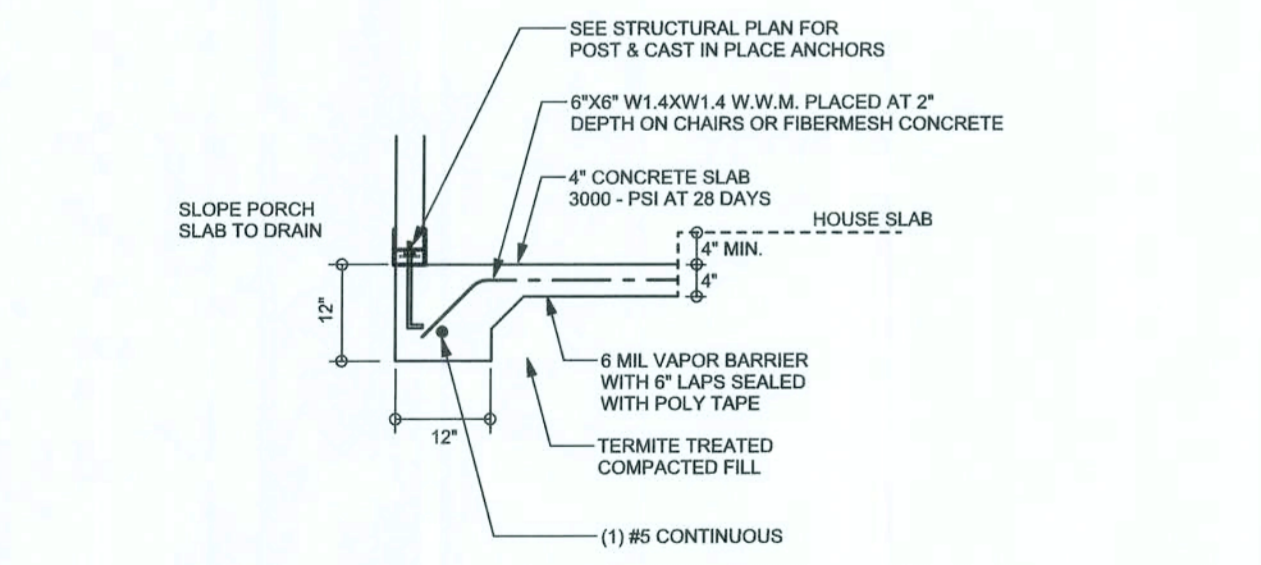 SEE STRUCTURAL PLAN FOR
POST & CAST IN PLACE ANCHORS
6"X6" W1.4XW1.4 W.W.M. PLACED AT 2"
DEPTH ON CHAIRS OR FIBERMESH CONCRETE
4" CONCRETE SLAB
3000 - PSI AT 28 DAYS
SLOPE PORCH
SLAB TO DRAIN
HOUSE SLAB
4" MIN.
4"
12"
6 MIL VAPOR BARRIER
WITH 6" LAPS SEALED
WITH POLY TAPE
12"
TERMITE TREATED
COMPACTED FILL
(1) #5 CONTINUOUS